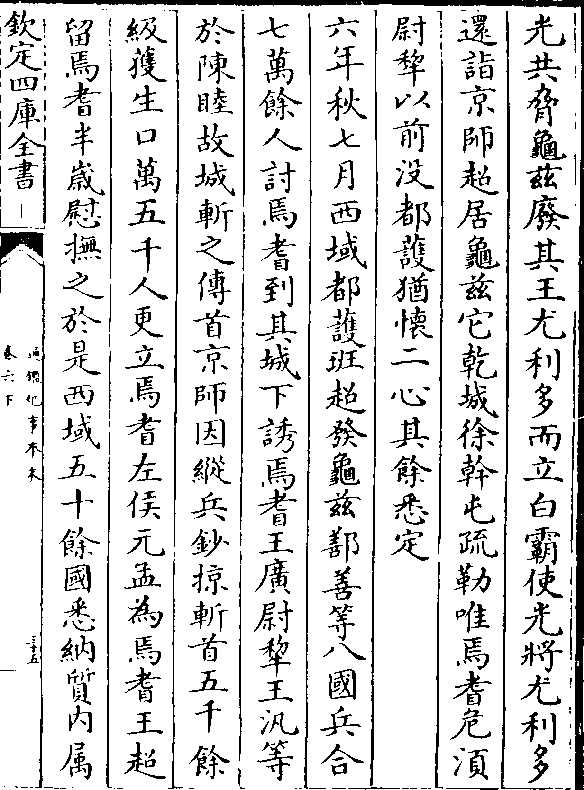 光共脅龜茲廢其王尤利多而立白霸使光將尤利多
還詣京師超居龜茲它乾城徐幹屯疏勒唯焉耆危湏
尉犂以前没都䕶猶懷二心其餘悉定
六年秋七月西域都䕶班超發龜茲鄯善等八國兵合
七萬餘人討焉耆到其城下誘焉耆王廣尉犂王汎等
於陳睦故城斬之傳首京師因縱兵鈔掠斬首五千餘
級獲生口萬五千人更立焉耆左侯元孟為焉耆王超
留焉耆半嵗慰撫之於是西域五十餘國悉納質内属
欽定四庫全書
通鑑紀事本末
卷六下
三十五